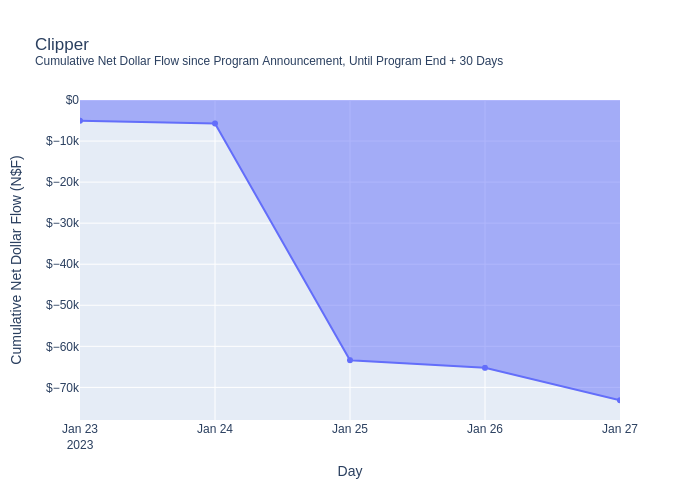 Clipper
Cumulative Net Dollar Flow since Program Announcement, Until Program End + 30 Days
Cumulative Net Dollar Flow (N$F)
$0
$−10k
$−20k
$−30k
$−40k
$−50k
$−60k
$−70k
Jan 23
2023
Jan 24
Jan 25
Jan 26
Jan 27
Day